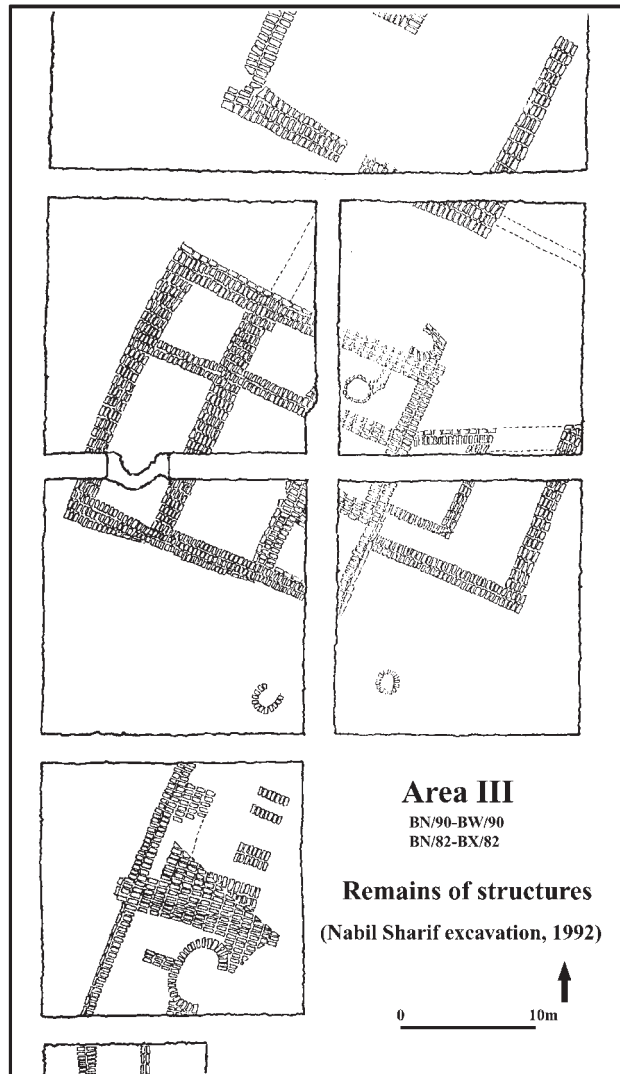 Area III
BN/90-BW/90
BN/82-BX/82
Remains of structures
(Nabil Sharif excavation, 1992)
0 10m